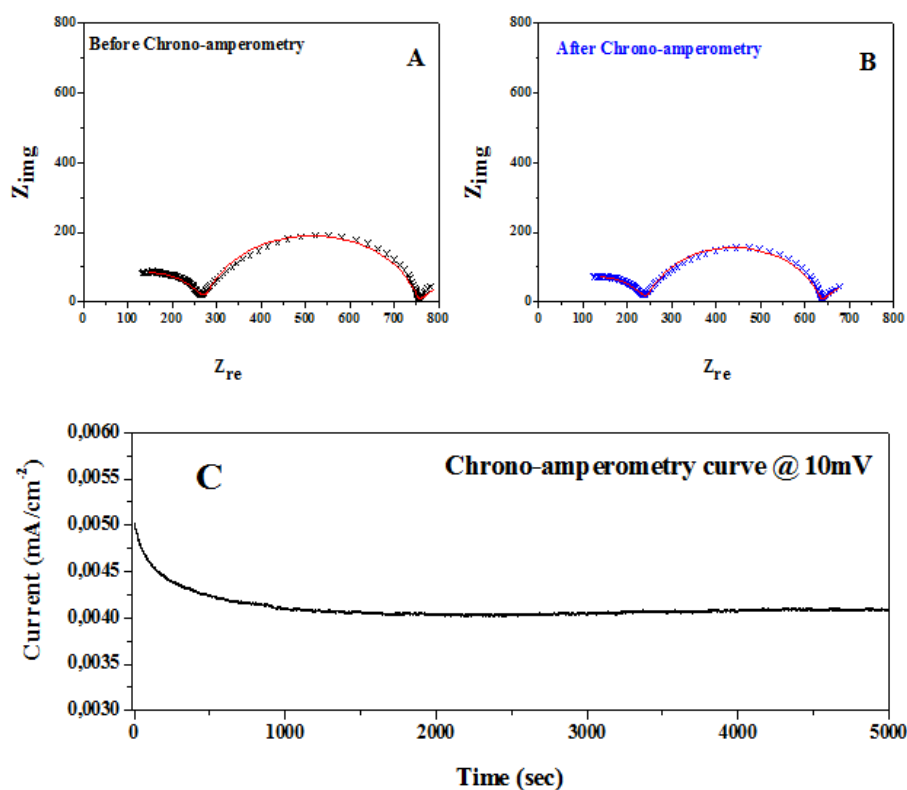 800
Before Chrono-amperometry
A
600
400
200
0
0 100 200 300 400 500 600 700 800
Zimg
Zre
800
After Chrono-amperometry
B
600
400
200
0
0 100 200 300 400 500 600 700 800
Zimg
Zre
0,0060
0,0055
0,0050
0,0045
0,0040
0,0035
0,0030
C
Chrono-amperometry curve @ 10mV
Current (mA/cm-2)
0 1000 2000 3000 4000 5000
Time (sec)